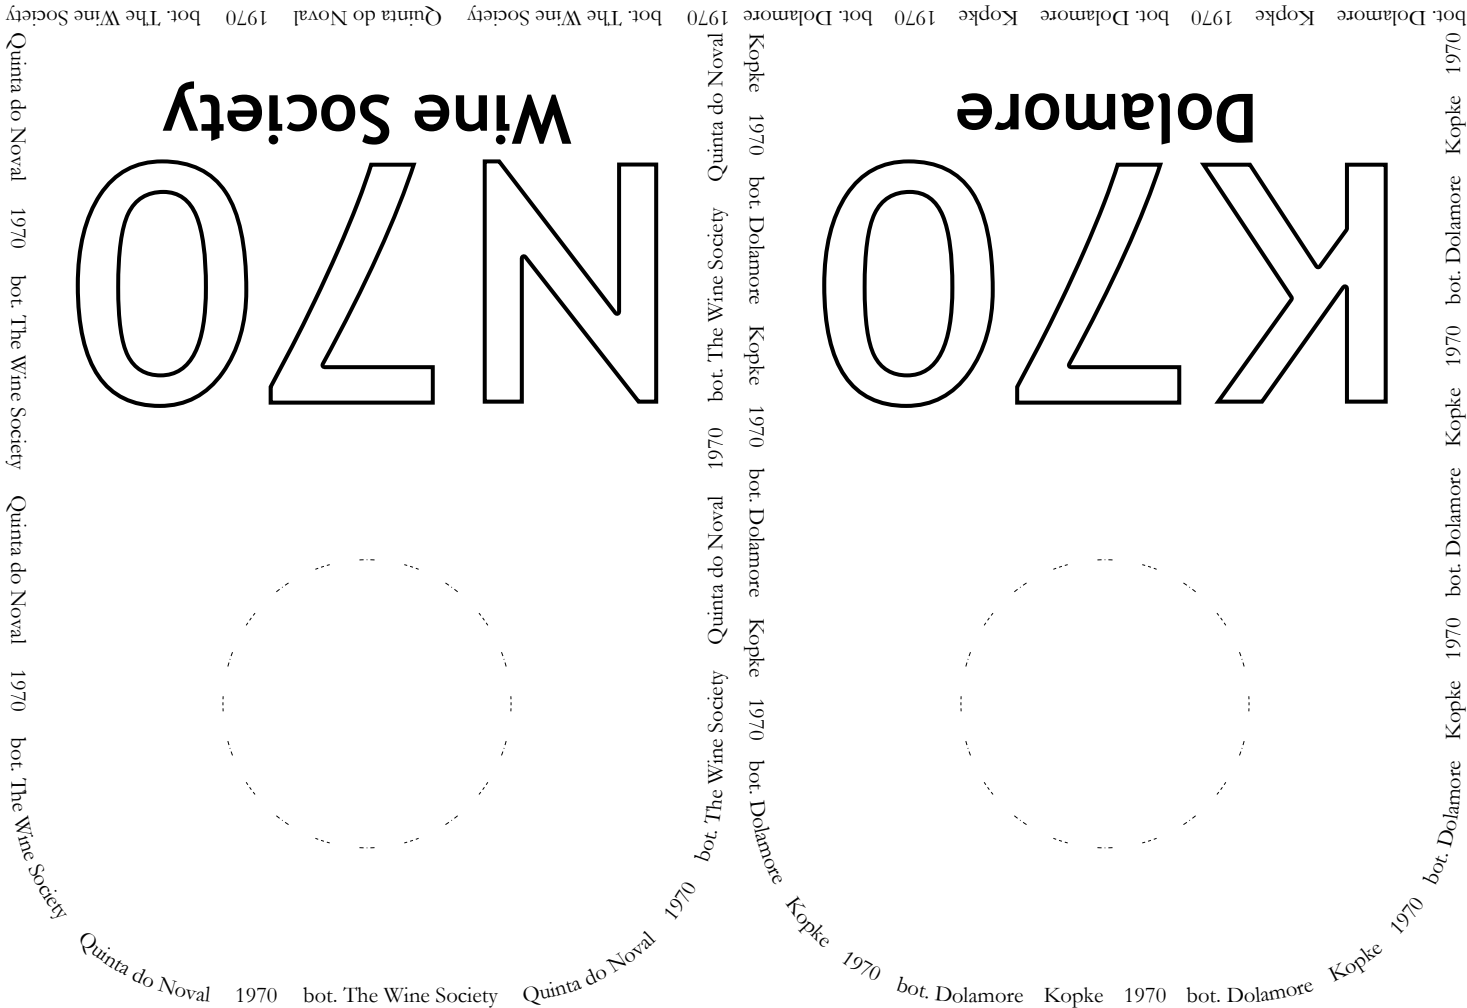 bot. Dolamore Kopke 1970 bot. Dolamore Kopke 1970 bot. Dolamore
1970 bot. The Wine Society Quinta do Noval 1970 bot. The Wine Society
Wine Society
N70
Quinta do Noval 1970 bot. The Wine Society Quinta do Noval 1970 bot. The Wine Society Quinta do Noval 1970 bot. The Wine Society Quinta do Noval 1970 bot. The Wine Society Quinta do Noval 1970 bot. The Wine Society Quinta do Noval
Dolamore
K70
Kopke 1970 bot. Dolamore Kopke 1970 bot. Dolamore Kopke 1970 bot. Dolamore Kopke 1970 bot. Dolamore Kopke 1970 bot. Dolamore Kopke 1970 bot. Dolamore Kopke 1970 bot. Dolamore Kopke 1970 bot. Dolamore Kopke 1970